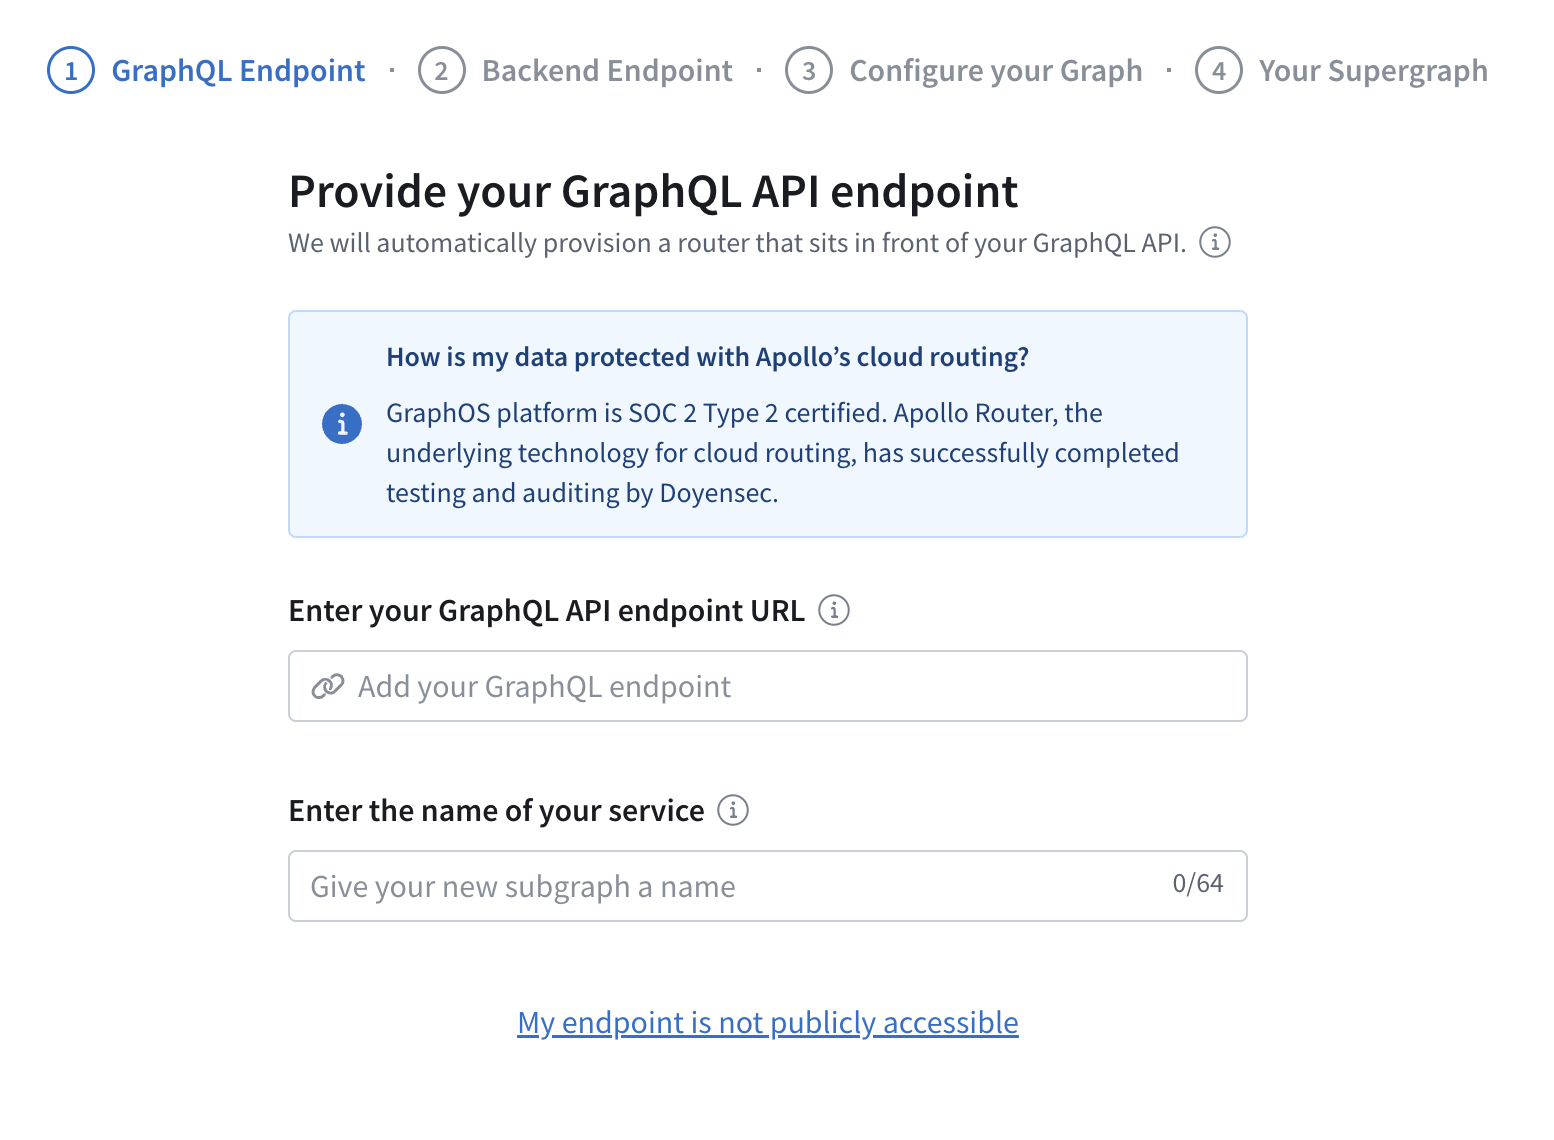 1 GraphQL Endpoint · 2 Backend Endpoint · 3 Configure your Graph · 4 Your Supergraph
Provide your GraphQL API endpoint
We will automatically provision a router that sits in front of your GraphQL API. i
How is my data protected with Apollo’s cloud routing?
i GraphOS platform is SOC 2 Type 2 certified. Apollo Router, the
underlying technology for cloud routing, has successfully completed
testing and auditing by Doyensec.
Enter your GraphQL API endpoint URL i
Add your GraphQL endpoint
Enter the name of your service i
Give your new subgraph a name 0/64
My endpoint is not publicly accessible